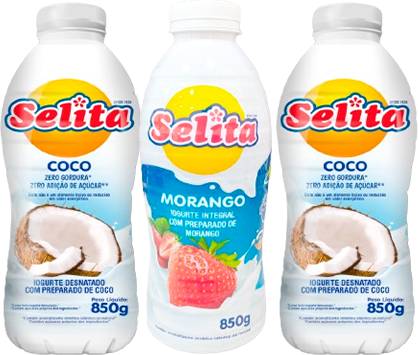 Selita
COCO
ZERO GORDURA*
ZERO ADIÇÃO DE AÇÚCAR**
IOGURTE DESNATADO
COM PREPARADO DE COCO
Peso Líquido:
850g
Selita
MORANGO
IOGURTE INTEGRAL
COM PREPARADO DE
MORANGO
850g
Selita
COCO
ZERO GORDURA*
ZERO ADIÇÃO DE AÇÚCAR**
IOGURTE DESNATADO
COM PREPARADO DE COCO
Peso Líquido:
850g